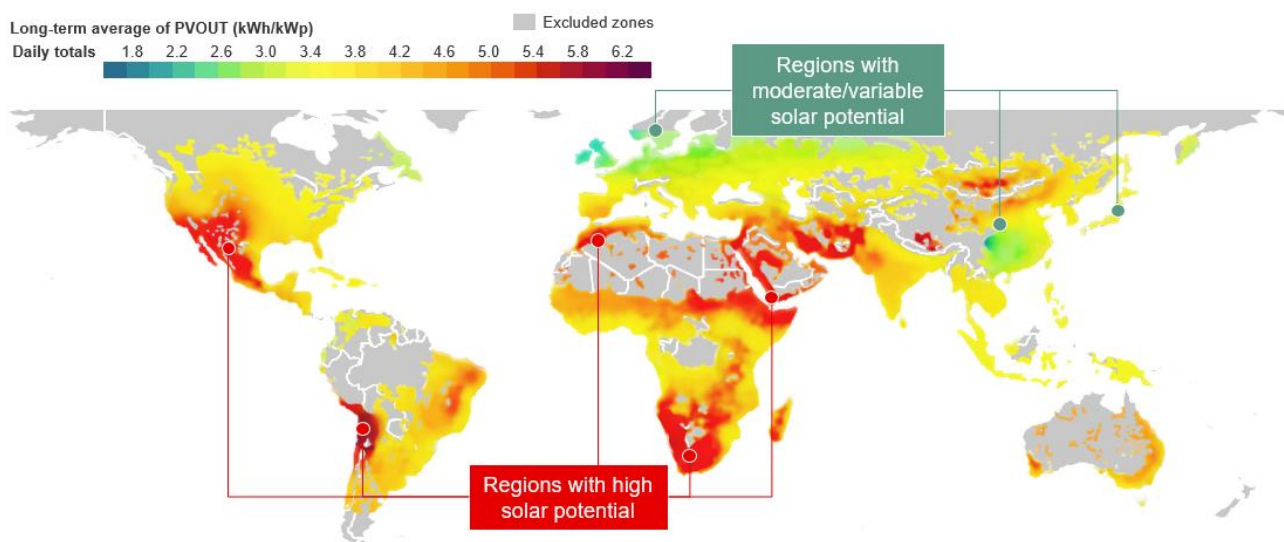 Long-term average of PVOUT (kWh/kWp)
Excluded zones
Daily totals 1.8 2.2 2.6 3.0 3.4 3.8 4.2 4.6 5.0 5.4 5.8 6.2
Regions with
moderate/variable
solar potential
Regions with high
solar potential